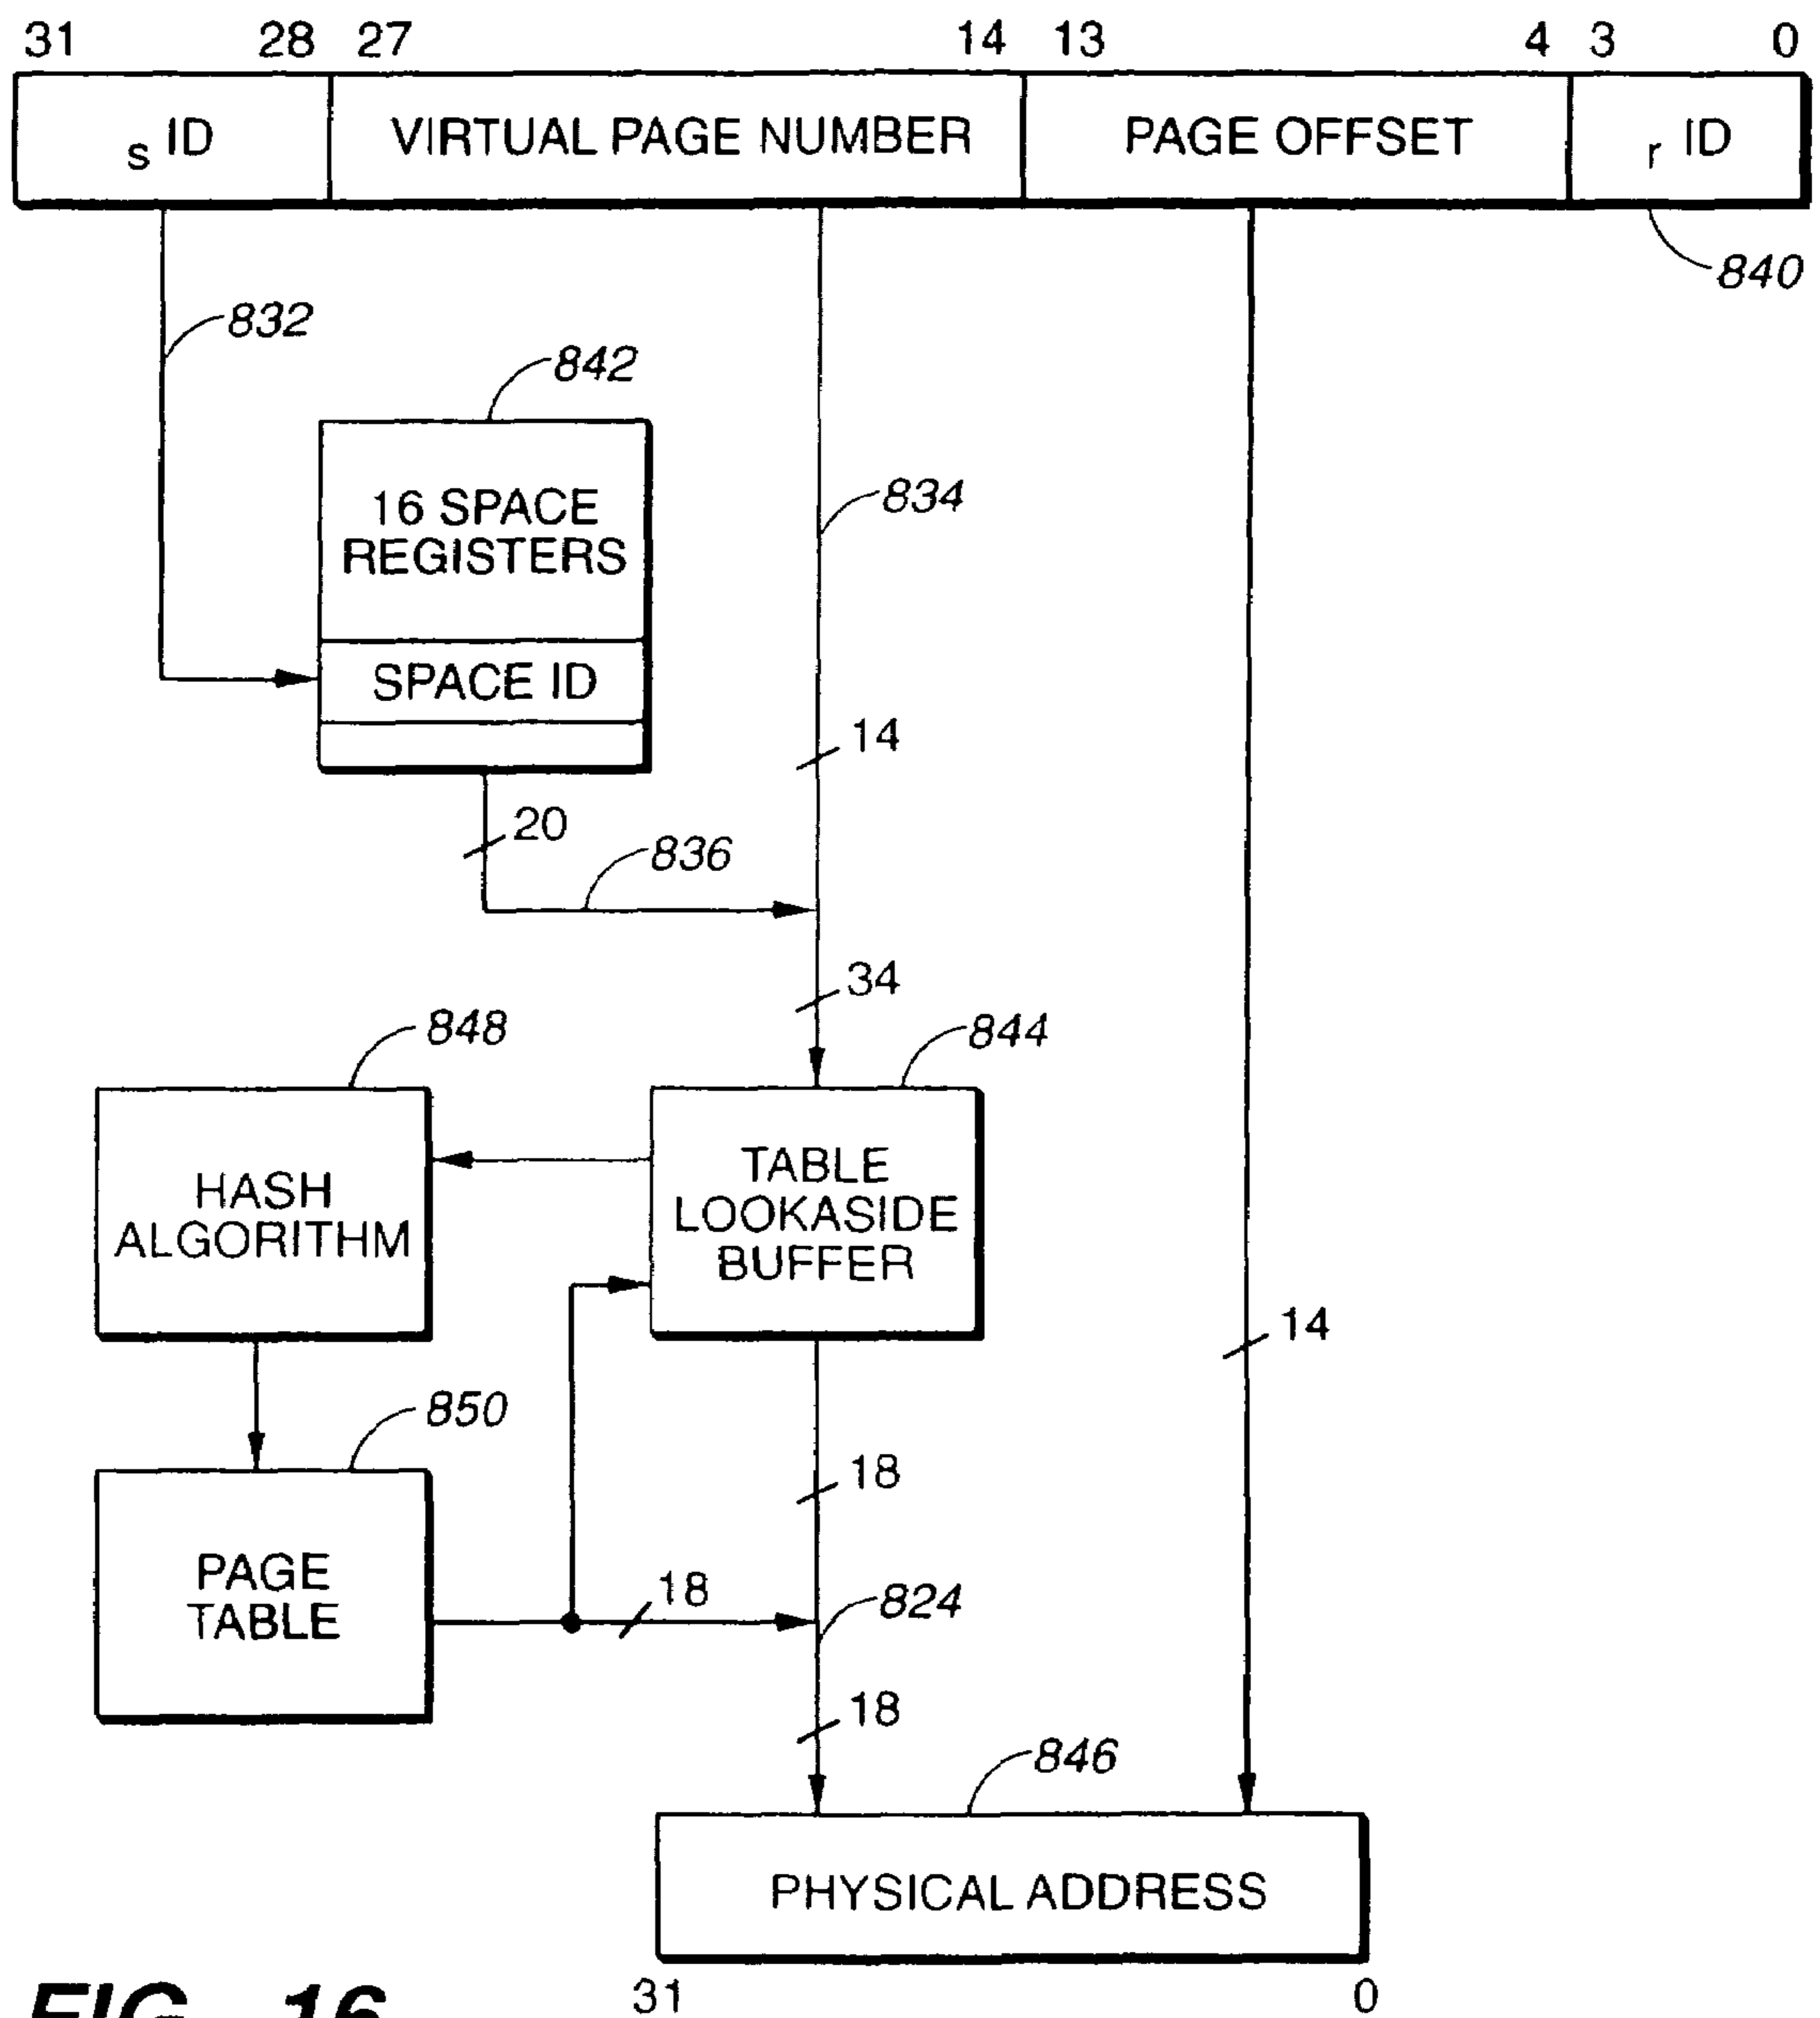 31 28 27 14 13 4 3 0
s ID VIRTUAL PAGE NUMBER PAGE OFFSET r ID
840
832
842
16 SPACE
REGISTERS
834
SPACE ID
14
20
836
34
848
844
HASH
ALGORITHM
TABLE
LOOKASIDE
BUFFER
14
850
18
PAGE
TABLE
18
824
18
846
PHYSICAL ADDRESS
31 0
FIG. 16